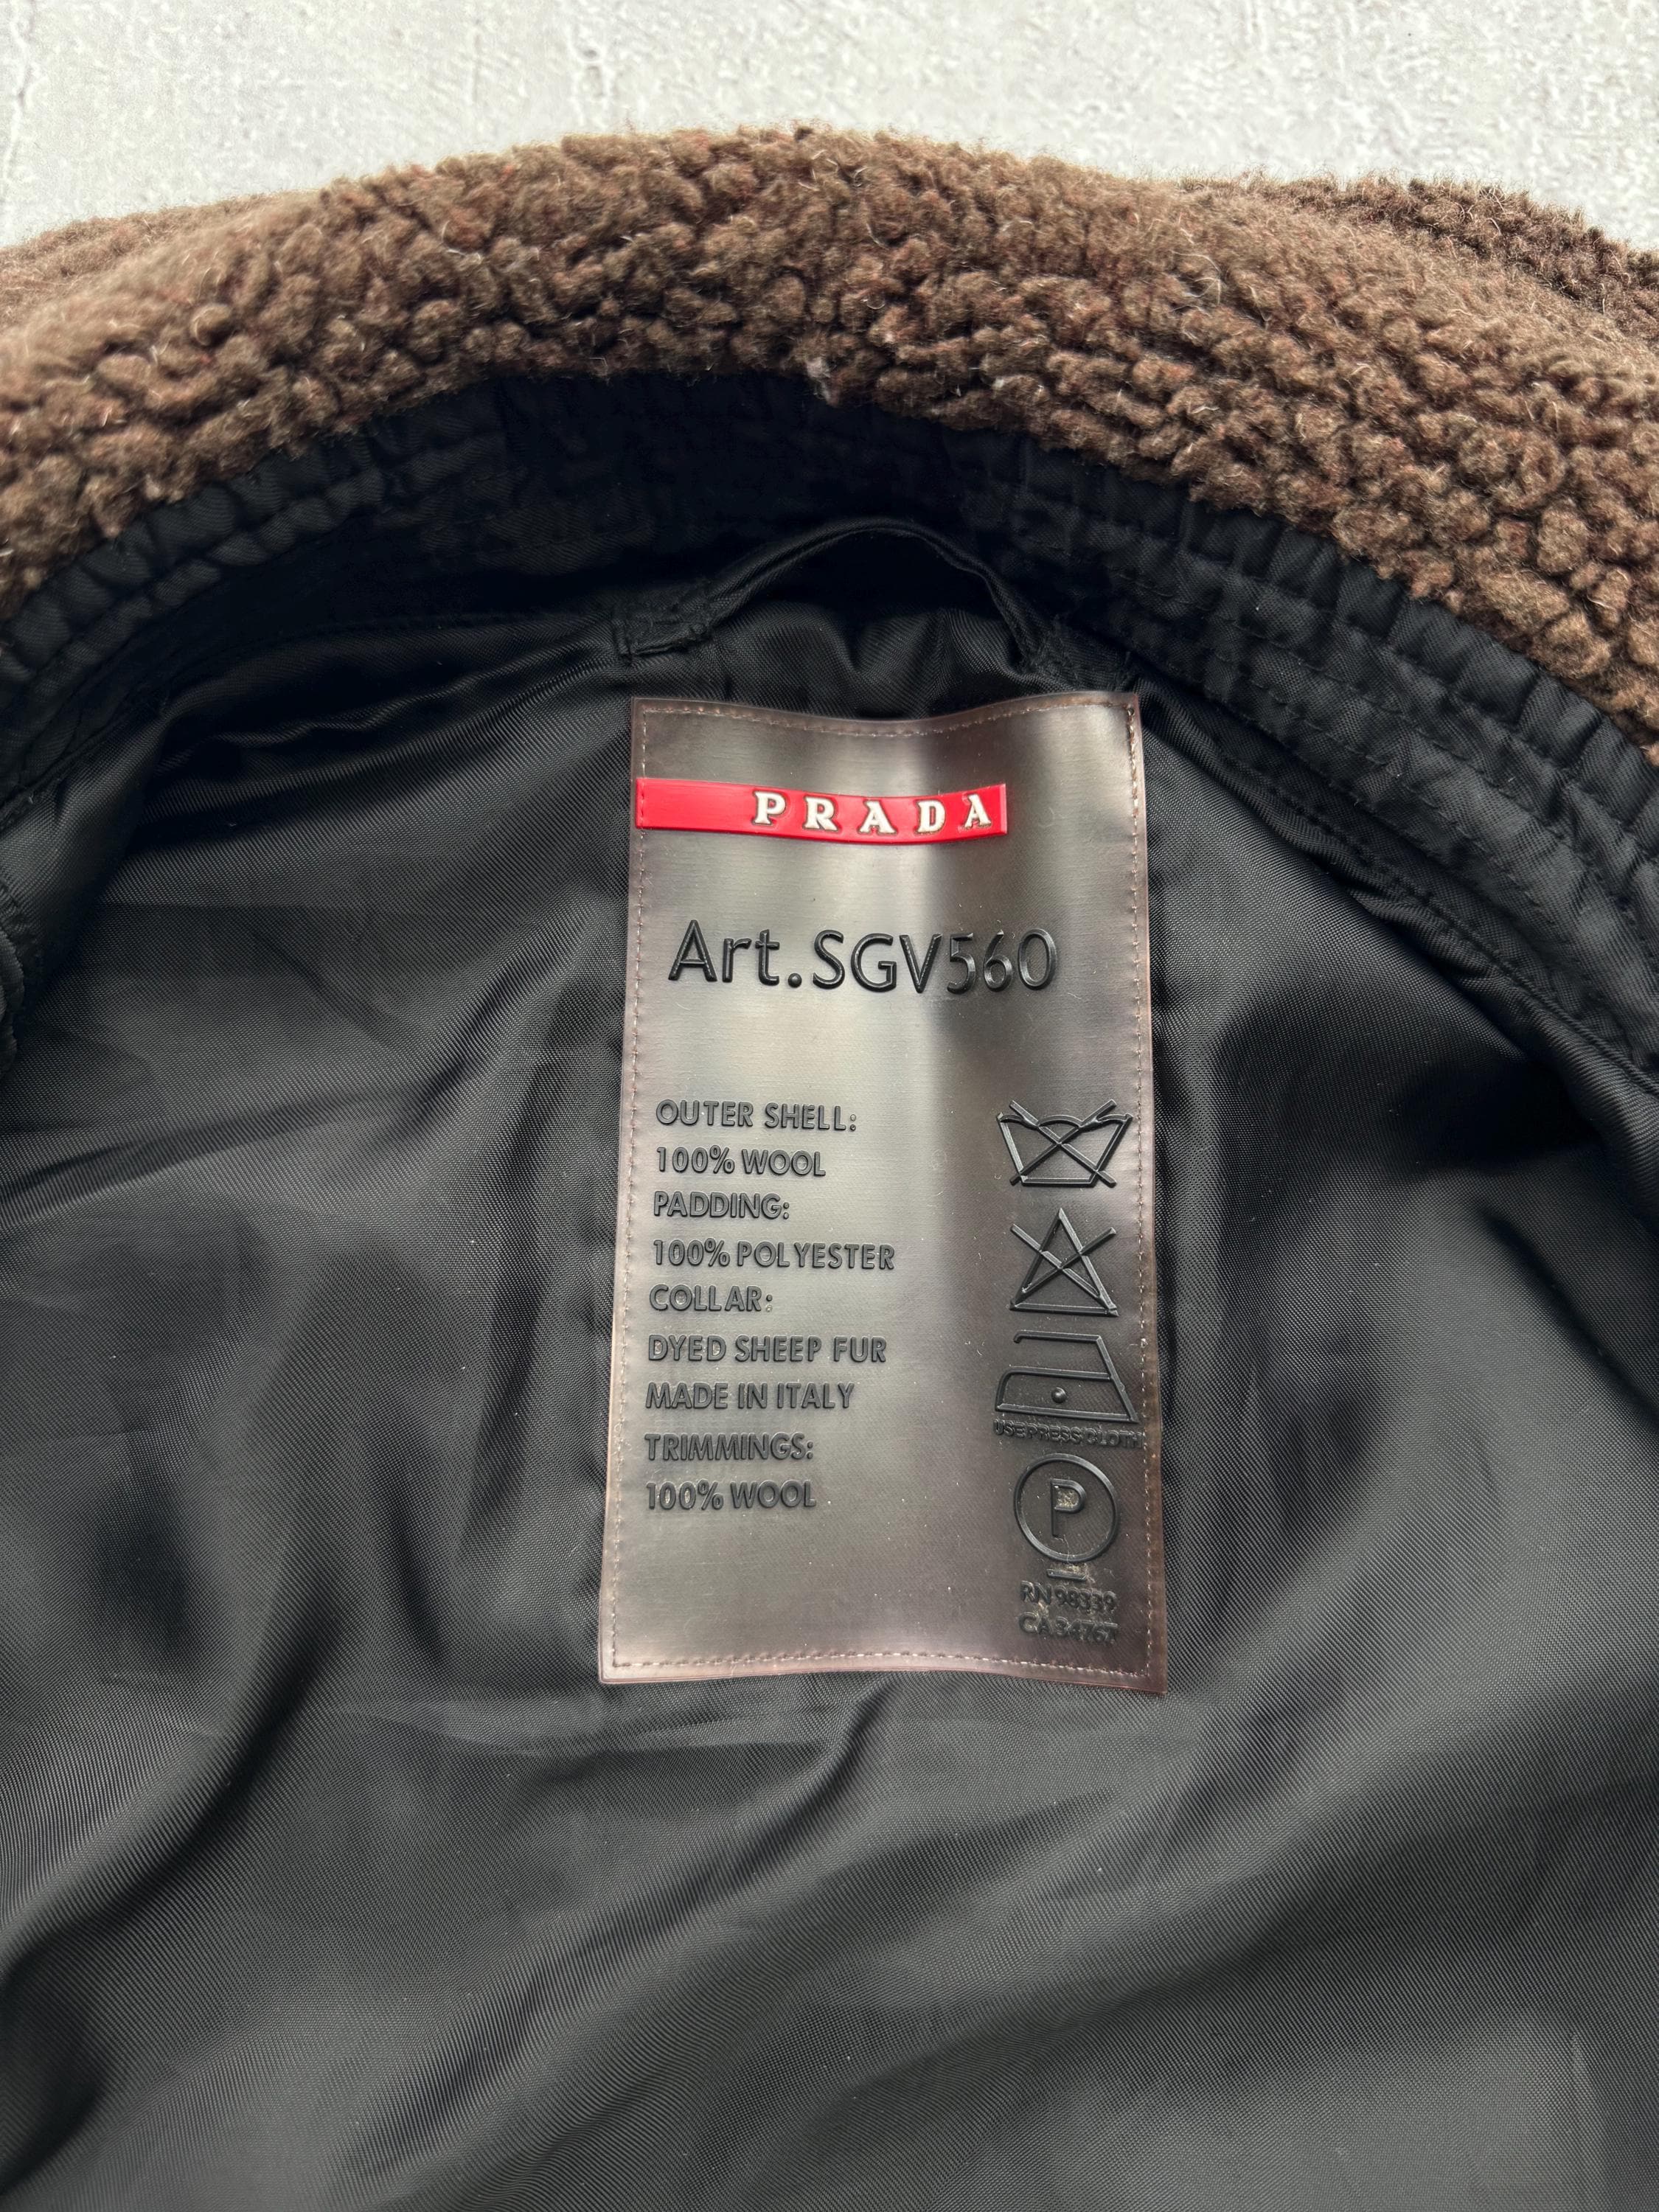 PRADA
Art.SGV560
OUTER SHELL:
100% WOOL
PADDING:
100% POLYESTER
COLLAR:
DYED SHEEP FUR
MADE IN ITALY
TRIMMINGS:
100% WOOL
USE PRESS CLOTH
P
RN 98339
CA 34767